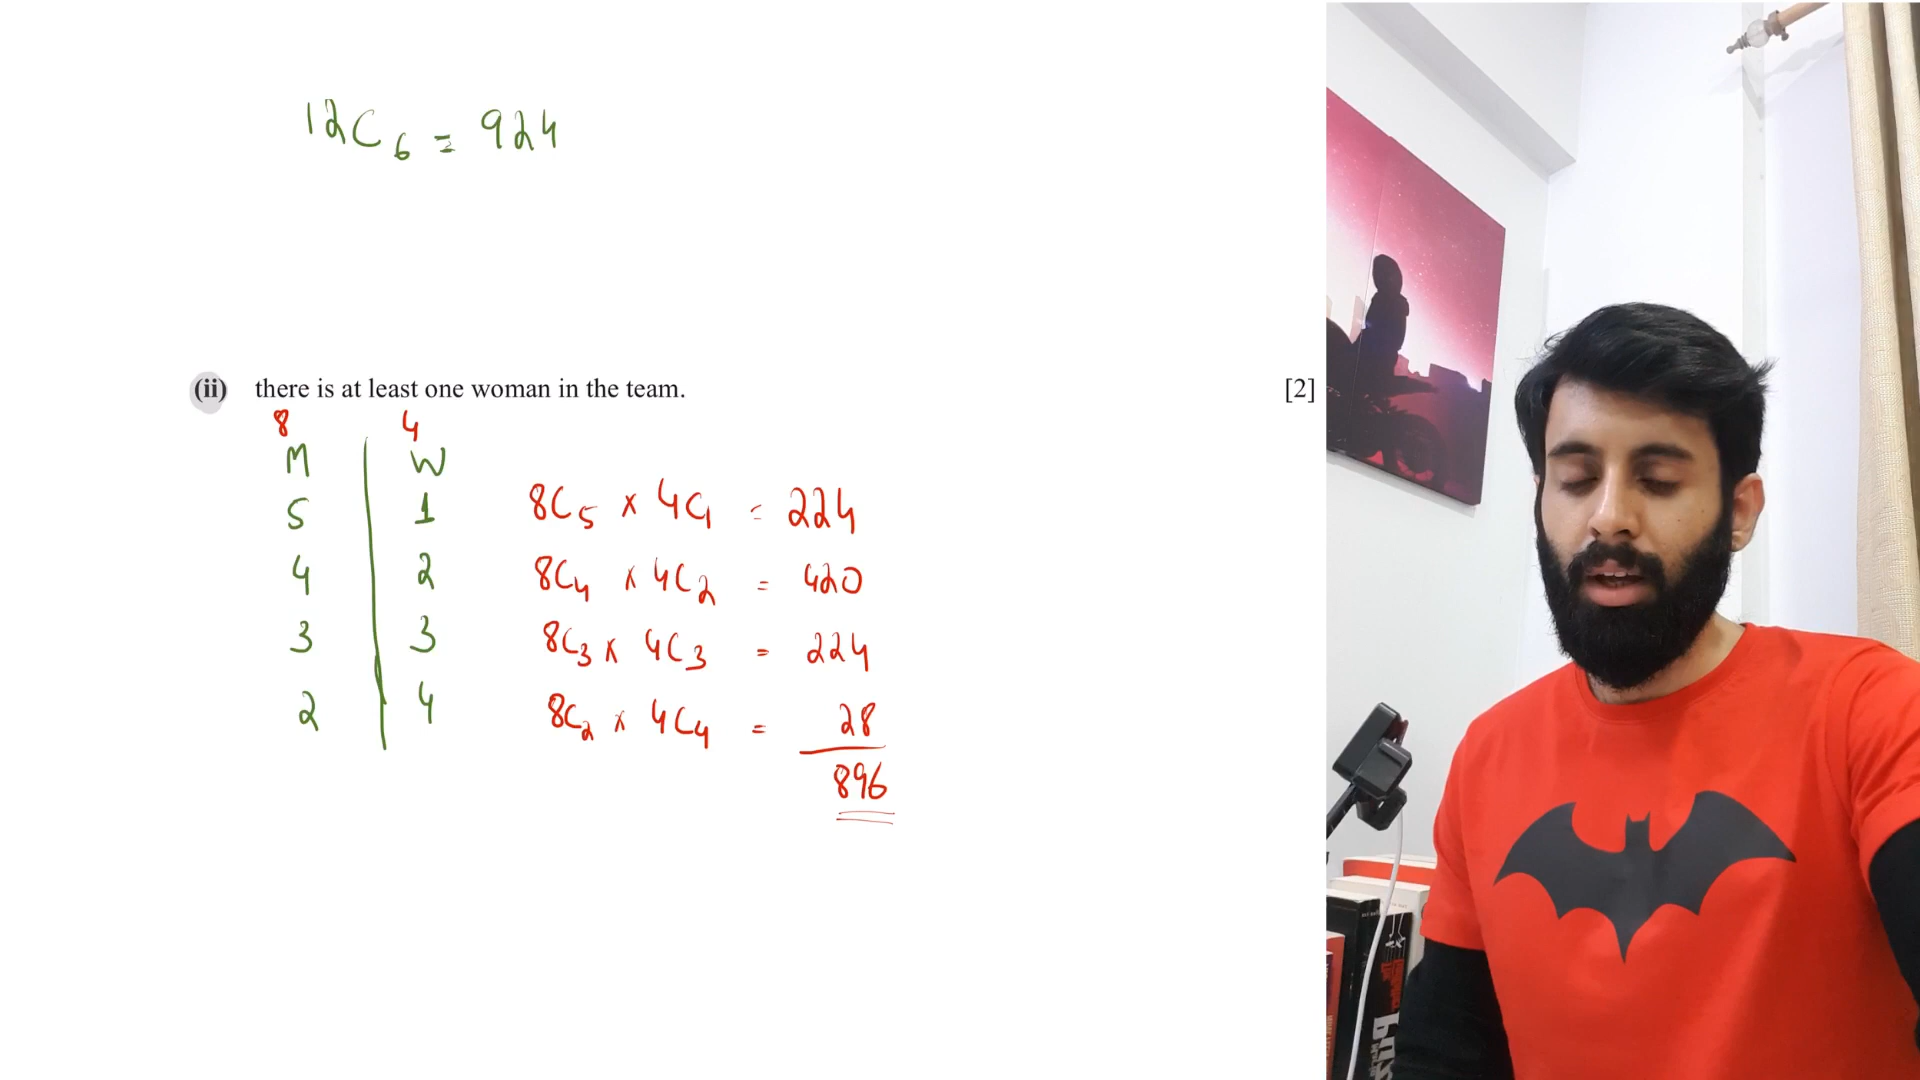 12C6 = 924
(ii) there is at least one woman in the team. [2]
8 4
M W
5 1 8C5 x 4C1 = 224
4 2 8C4 x 4C2 = 420
3 3 8C3 x 4C3 = 224
2 4 8C2 x 4C4 = 28
896